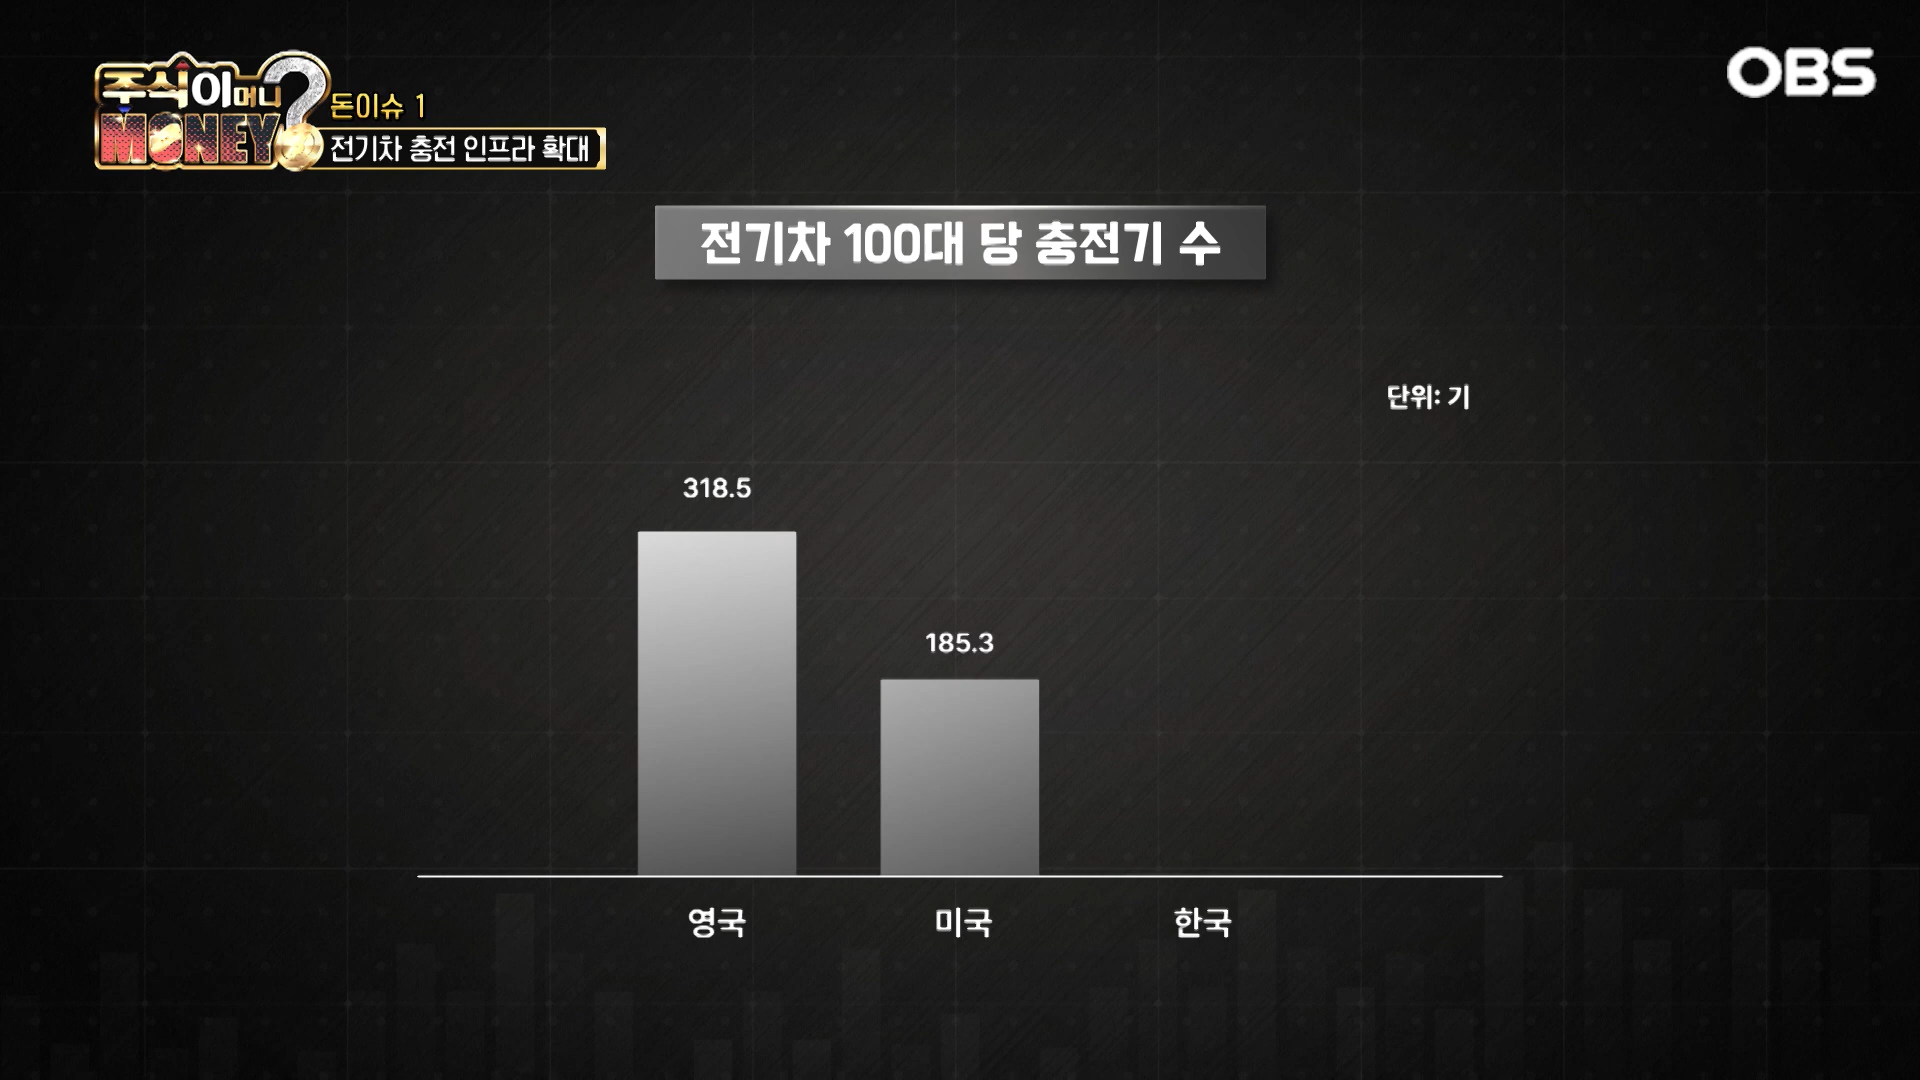 주식이머니
MONEY?
돈이슈 1
전기차 충전 인프라 확대
OBS
전기차 100대 당 충전기 수
단위: 기
318.5
185.3
영국 미국 한국